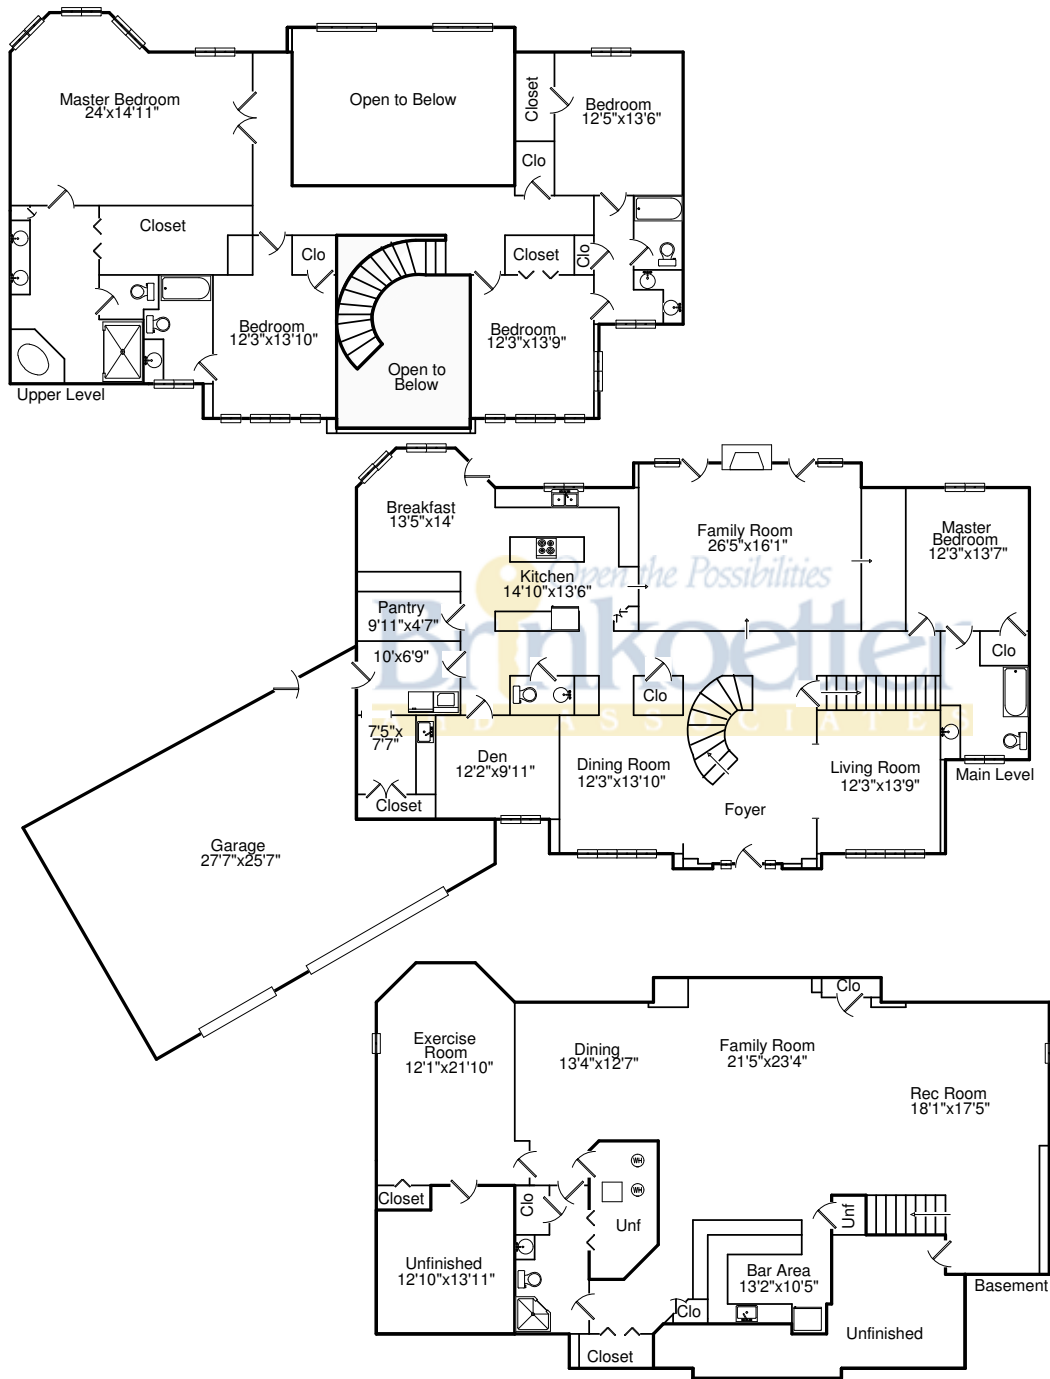 Master Bedroom
24'x14'11"
Open to Below
Closet
Bedroom
12'5"x13'6"
Clo
Closet
Clo
Closet
Clo
Bedroom
12'3"x13'10"
Bedroom
12'3"x13'9"
Open to
Below
Upper Level
Breakfast
13'5"x14'
Family Room
26'5"x16'1"
Master
Bedroom
12'3"x13'7"
Kitchen
14'10"x13'6"
Open the Possibilities
Brinkoetter
AND ASSOCIATES
Pantry
9'11"x4'7"
10'x6'9"
Clo
Clo
7'5"x
7'7"
Den
12'2"x9'11"
Dining Room
12'3"x13'10"
Living Room
12'3"x13'9"
Main Level
Closet
Foyer
Garage
27'7"x25'7"
Clo
Exercise
Room
12'1"x21'10"
Dining
13'4"x12'7"
Family Room
21'5"x23'4"
Rec Room
18'1"x17'5"
WH
WH
Closet
Clo
Unf
Unf
Unfinished
12'10"x13'11"
Bar Area
13'2"x10'5"
Basement
Clo
Unfinished
Closet